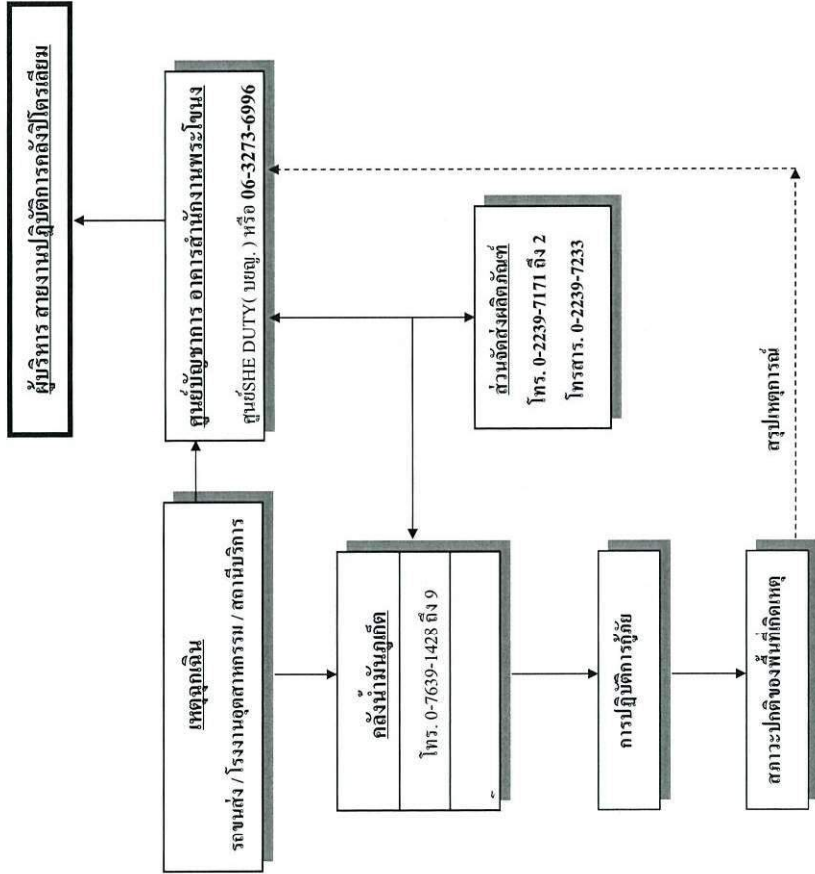 ผู้บริหาร สายงานปฏิบัติการคลังปิโตรเลียม
เหตุฉุกเฉิน
รถขนส่ง / โรงงานอุตสาหกรรม / สถานีบริการ
ศูนย์บัญชาการ อาคารสำนักงานพระโขนง
ศูนย์SHE DUTY( บยญ. ) หรือ 06-3273-6996
คลังน้ำมันภูเก็ต
โทร. 0-7639-1428 ถึง 9
ส่วนจัดส่งผลิตภัณฑ์
โทร. 0-2239-7171 ถึง 2
โทรสาร. 0-2239-7233
การปฏิบัติการกู้ภัย
สภาวะปกติของพื้นที่เกิดเหตุ
สรุปเหตุการณ์